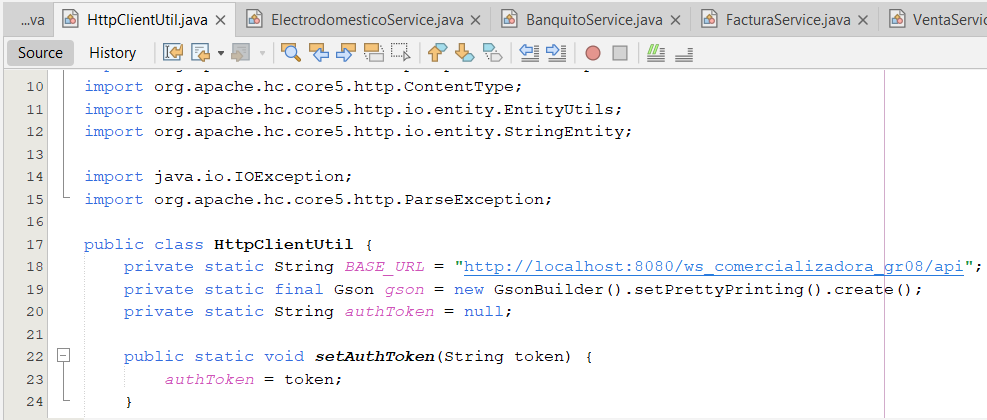 ...va HttpClientUtil.java ElectrodomesticoService.java BanquitoService.java FacturaService.java VentaServic
Source History
10 import org.apache.hc.core5.http.ContentType;
11 import org.apache.hc.core5.http.io.entity.EntityUtils;
12 import org.apache.hc.core5.http.io.entity.StringEntity;
13
14 import java.io.IOException;
15 import org.apache.hc.core5.http.ParseException;
16
17 public class HttpClientUtil {
18 private static String BASE_URL = "http://localhost:8080/ws_comercializadora_gr08/api";
19 private static final Gson gson = new GsonBuilder().setPrettyPrinting().create();
20 private static String authToken = null;
21
22 public static void setAuthToken(String token) {
23 authToken = token;
24 }